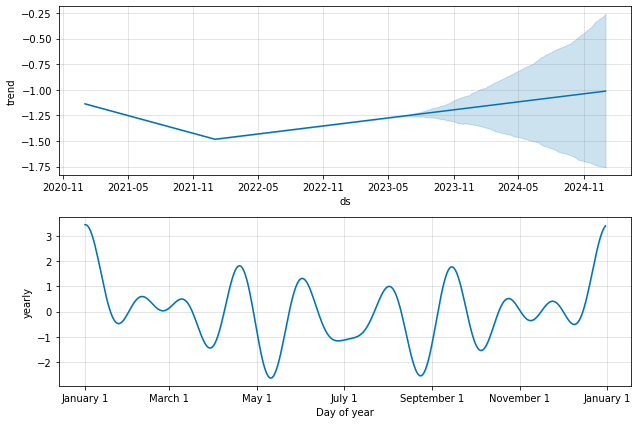 −0.25
−0.50
−0.75
−1.00
−1.25
−1.50
−1.75
trend
2020-11 2021-05 2021-11 2022-05 2022-11 2023-05 2023-11 2024-05 2024-11
ds
3
2
1
0
−1
−2
yearly
January 1 March 1 May 1 July 1 September 1 November 1 January 1
Day of year